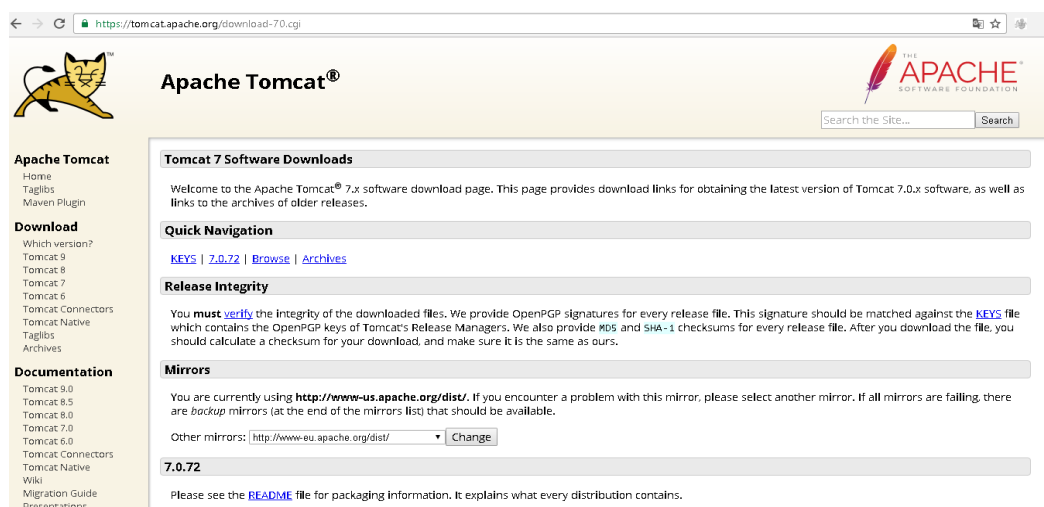 https://tomcat.apache.org/download-70.cgi
Apache Tomcat®
THE
APACHE®
SOFTWARE FOUNDATION
TM
Search the Site...
Search
Apache Tomcat
Home
Taglibs
Maven Plugin
Download
Which version?
Tomcat 9
Tomcat 8
Tomcat 7
Tomcat 6
Tomcat Connectors
Tomcat Native
Taglibs
Archives
Documentation
Tomcat 9.0
Tomcat 8.5
Tomcat 8.0
Tomcat 7.0
Tomcat 6.0
Tomcat Connectors
Tomcat Native
Wiki
Migration Guide
Presentations
Tomcat 7 Software Downloads
Welcome to the Apache Tomcat® 7.x software download page. This page provides download links for obtaining the latest version of Tomcat 7.0.x software, as well as
links to the archives of older releases.
Quick Navigation
KEYS | 7.0.72 | Browse | Archives
Release Integrity
You must verify the integrity of the downloaded files. We provide OpenPGP signatures for every release file. This signature should be matched against the KEYS file
which contains the OpenPGP keys of Tomcat's Release Managers. We also provide MD5 and SHA-1 checksums for every release file. After you download the file, you
should calculate a checksum for your download, and make sure it is the same as ours.
Mirrors
You are currently using http://www-us.apache.org/dist/. If you encounter a problem with this mirror, please select another mirror. If all mirrors are failing, there
are backup mirrors (at the end of the mirrors list) that should be available.
Other mirrors: http://www-eu.apache.org/dist/ Change
7.0.72
Please see the README file for packaging information. It explains what every distribution contains.